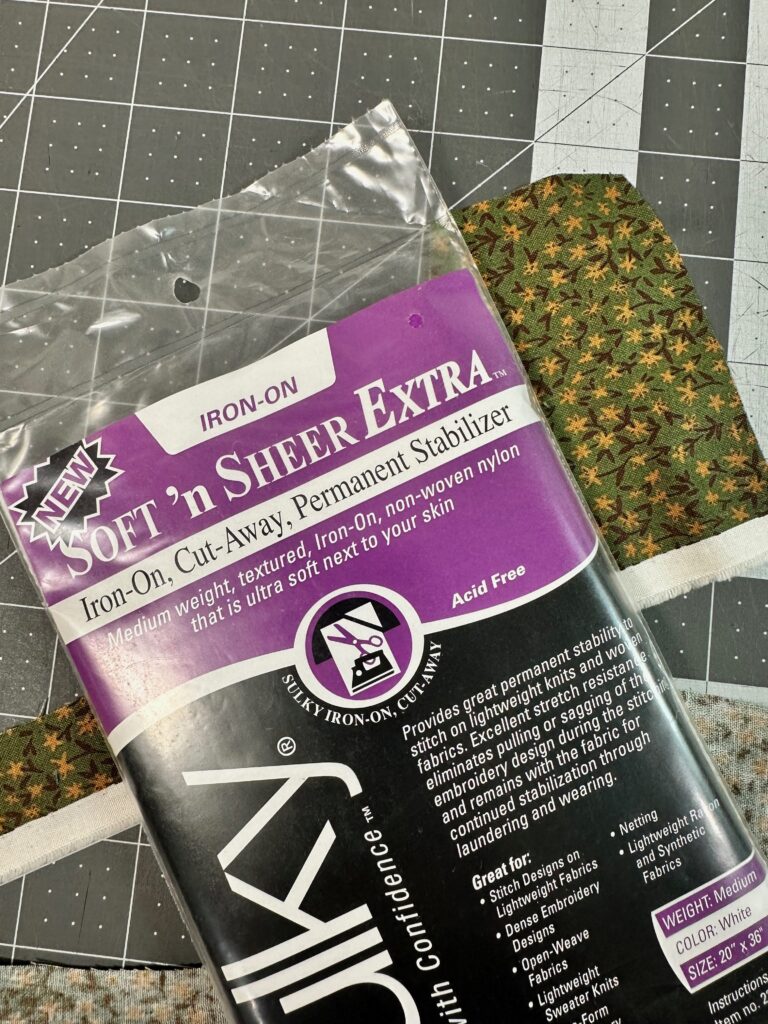 IRON-ON
NEW
SOFT 'n SHEER EXTRA™
Iron-On, Cut-Away, Permanent Stabilizer
Medium weight, textured, Iron-On, non-woven nylon
that is ultra soft next to your skin
Acid Free
SULKY IRON-ON, CUT-AWAY
Provides great permanent stability to
stitch on lightweight knits and woven
fabrics. Excellent stretch resistance
eliminates pulling or sagging of the
embroidery design during the
and remains with the fabric for
continued stabilization through
laundering and wearing.
Great for:
• Stitch Designs on
Lightweight Fabrics
• Dense Embroidery
Designs
• Open-Weave
Fabrics
• Lightweight
Sweater Knits
-Form
• Netting
• Lightweight
and Synthetic
Fabrics
WEIGHT: Medium
COLOR: White
SIZE: 20" x 36"
Instructions
Item no.
lky®
with Confidence™